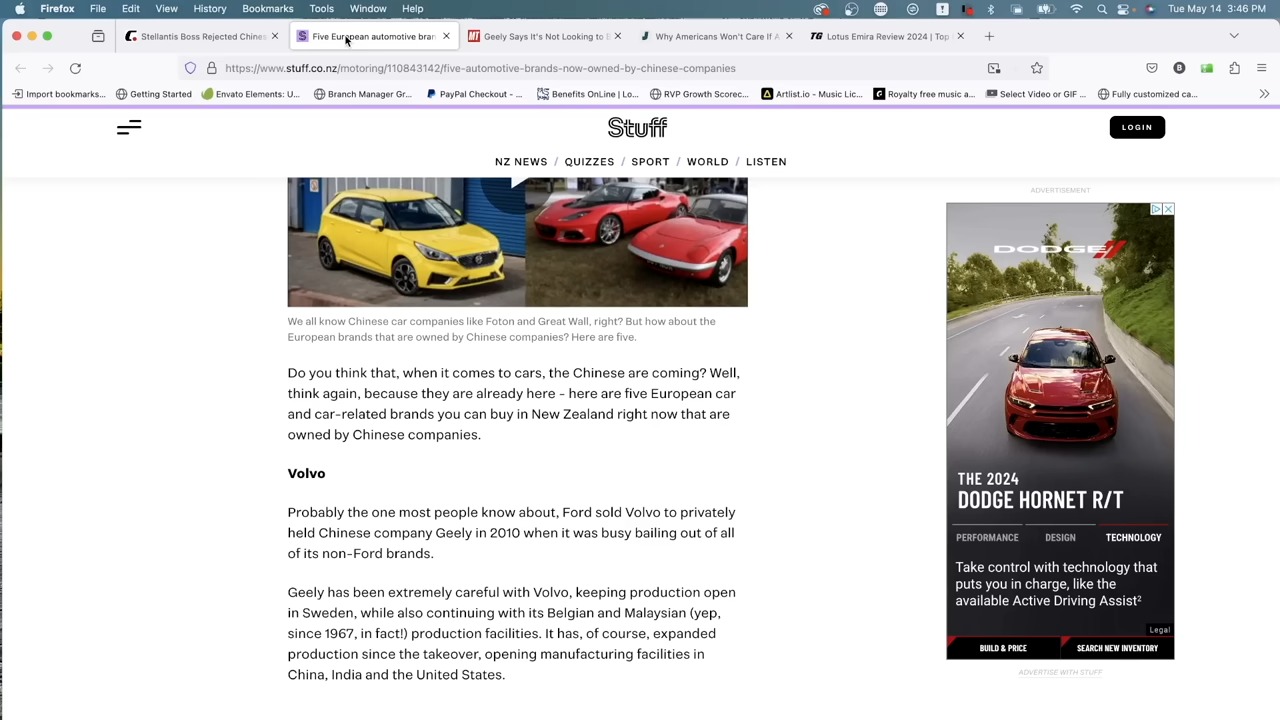 Firefox File Edit View History Bookmarks Tools Window Help Tue May 14 3:46 PM
Stellantis Boss Rejected Chines Five European automotive bran Geely Says It's Not Looking to B Why Americans Won't Care If A TG Lotus Emira Review 2024 | Top
https://www.stuff.co.nz/motoring/110843142/five-automotive-brands-now-owned-by-chinese-companies
Import bookmarks... Getting Started Envato Elements: U... Branch Manager Gr... PayPal Checkout - ... Benefits OnLine | Lo... RVP Growth Scorec... Artlist.io - Music Lic... Royalty free music a... Select Video or GIF ... Fully customized ca...
Stuff
LOGIN
NZ NEWS / QUIZZES / SPORT / WORLD / LISTEN
We all know Chinese car companies like Foton and Great Wall, right? But how about the
European brands that are owned by Chinese companies? Here are five.
Do you think that, when it comes to cars, the Chinese are coming? Well,
think again, because they are already here - here are five European car
and car-related brands you can buy in New Zealand right now that are
owned by Chinese companies.
Volvo
Probably the one most people know about, Ford sold Volvo to privately
held Chinese company Geely in 2010 when it was busy bailing out of all
of its non-Ford brands.
Geely has been extremely careful with Volvo, keeping production open
in Sweden, while also continuing with its Belgian and Malaysian (yep,
since 1967, in fact!) production facilities. It has, of course, expanded
production since the takeover, opening manufacturing facilities in
China, India and the United States.
ADVERTISEMENT
DODGE
THE 2024
DODGE HORNET R/T
PERFORMANCE DESIGN TECHNOLOGY
Take control with technology that
puts you in charge, like the
available Active Driving Assist²
Legal
BUILD & PRICE SEARCH NEW INVENTORY
ADVERTISE WITH STUFF